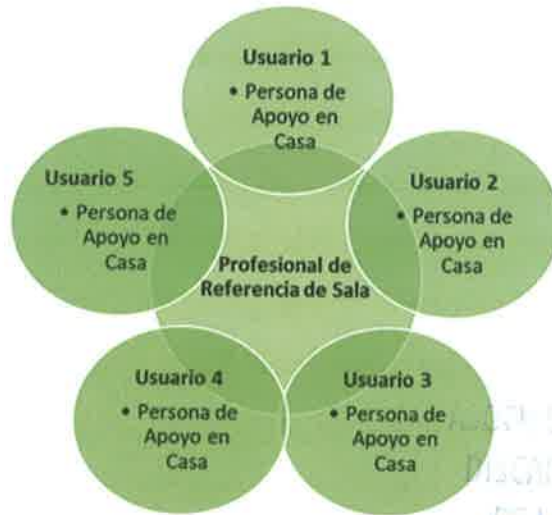 Usuario 1
• Persona de
Apoyo en
Casa
Usuario 2
• Persona de
Apoyo en
Casa
Usuario 3
• Persona de
Apoyo en
Casa
Usuario 4
• Persona de
Apoyo en
Casa
Usuario 5
• Persona de
Apoyo en
Casa
Profesional de
Referencia de Sala